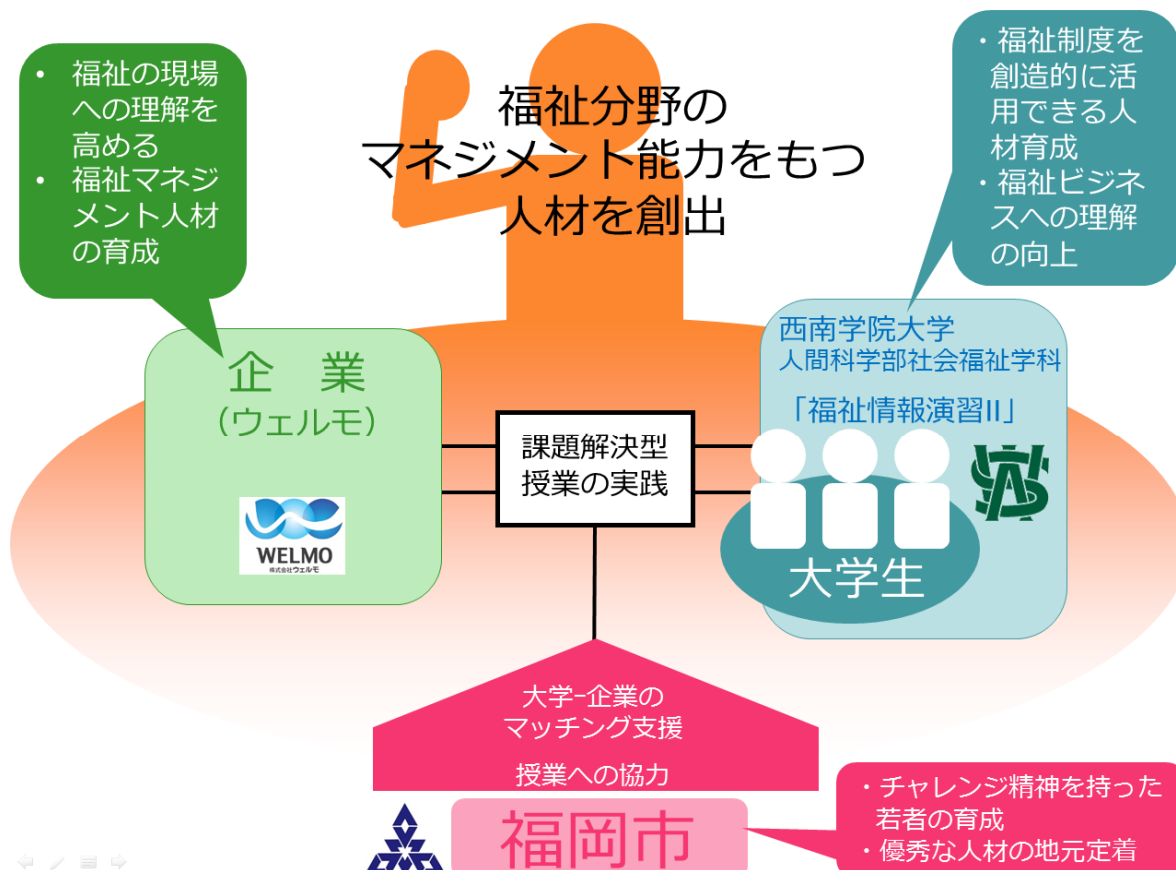 • 福祉の現場
への理解を
高める
• 福祉マネジ
メント人材
の育成
福祉分野の
マネジメント能力をもつ
人材を創出
・福祉制度を
創造的に活
用できる人
材育成
・福祉ビジネ
スへの理解
の向上
企　業
（ウェルモ）
WELMO
株式会社ウェルモ
課題解決型
授業の実践
西南学院大学
人間科学部社会福祉学科
「福祉情報演習II」
大学生
大学-企業の
マッチング支援
授業への協力
福岡市
・チャレンジ精神を持った
若者の育成
・優秀な人材の地元定着